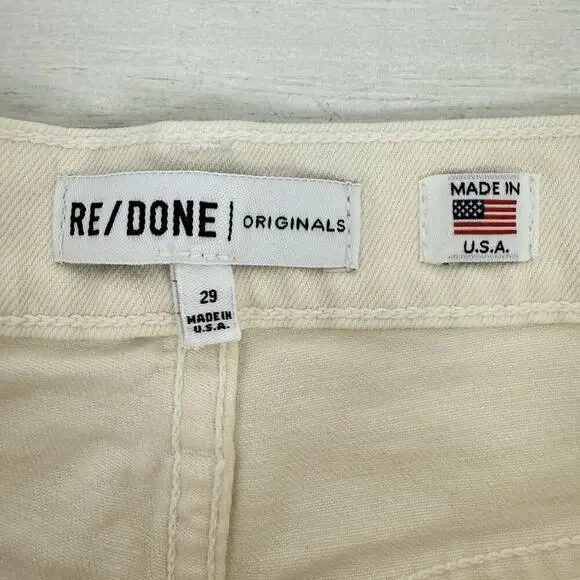 RE/DONE | ORIGINALS
29
MADE IN
U.S.A.
MADE IN
U.S.A.